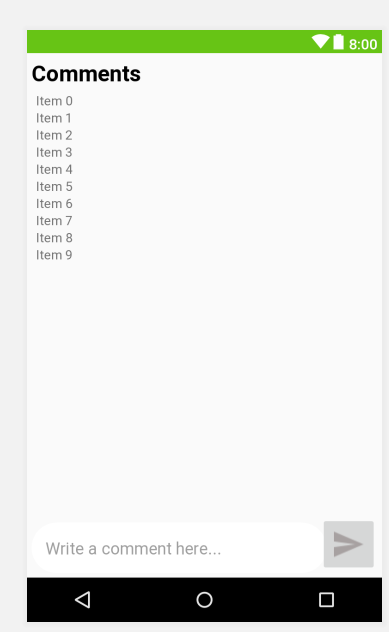 8:00
Comments
Item 0
Item 1
Item 2
Item 3
Item 4
Item 5
Item 6
Item 7
Item 8
Item 9
Write a comment here...